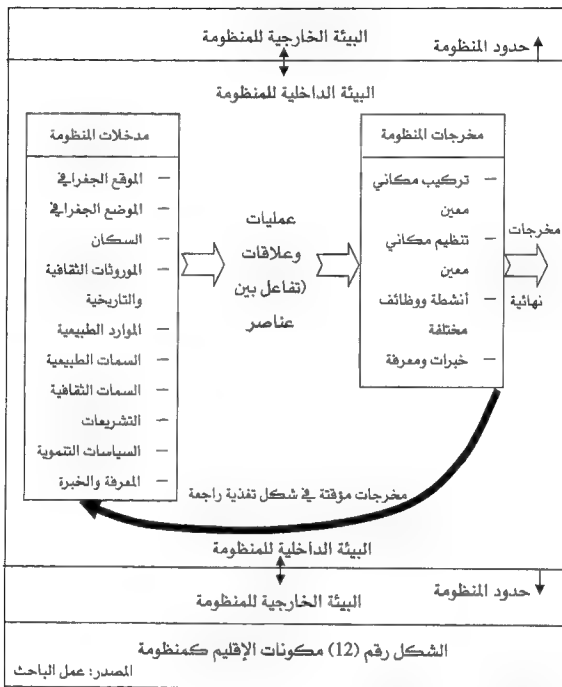 البيئة الخارجية للمنظومة
حدود المنظومة
البيئة الداخلية للمنظومة
مدخلات المنظومة
– الموقع الجغرافي
– الموضع الجغرافي
– السكان
– الموروثات الثقافية
والتاريخية
– الموارد الطبيعية
– السمات الطبيعية
– السمات الثقافية
– التشريعات
– السياسات التنموية
– المعرفة والخبرة
عمليات
وعلاقات
(تفاعل بين
عناصر
مخرجات المنظومة
– تركيب مكاني
معين
– تنظيم مكاني
معين
– أنشطة ووظائف
مختلفة
– خبرات ومعرفة
مخرجات
نهائية
مخرجات مؤقتة في شكل تغذية راجعة
البيئة الداخلية للمنظومة
حدود المنظومة
البيئة الخارجية للمنظومة
الشكل رقم (12) مكونات الإقليم كمنظومة
المصدر: عمل الباحث